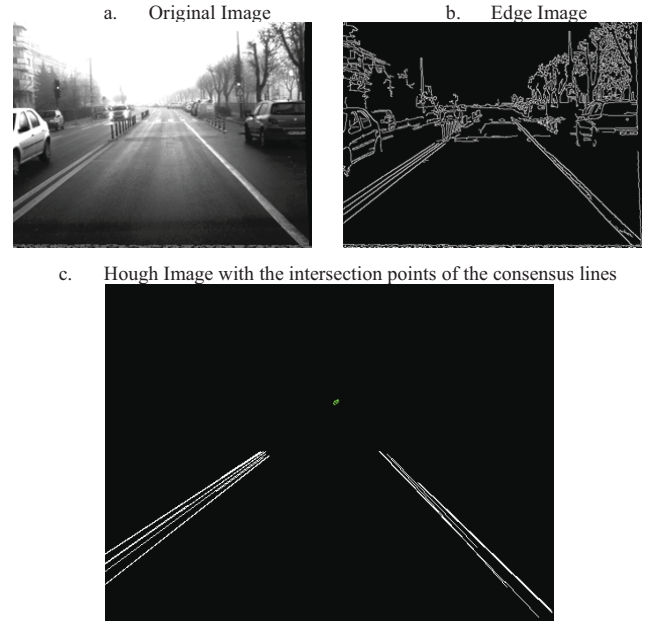 a. Original Image
b. Edge Image
c. Hough Image with the intersection points of the consensus lines